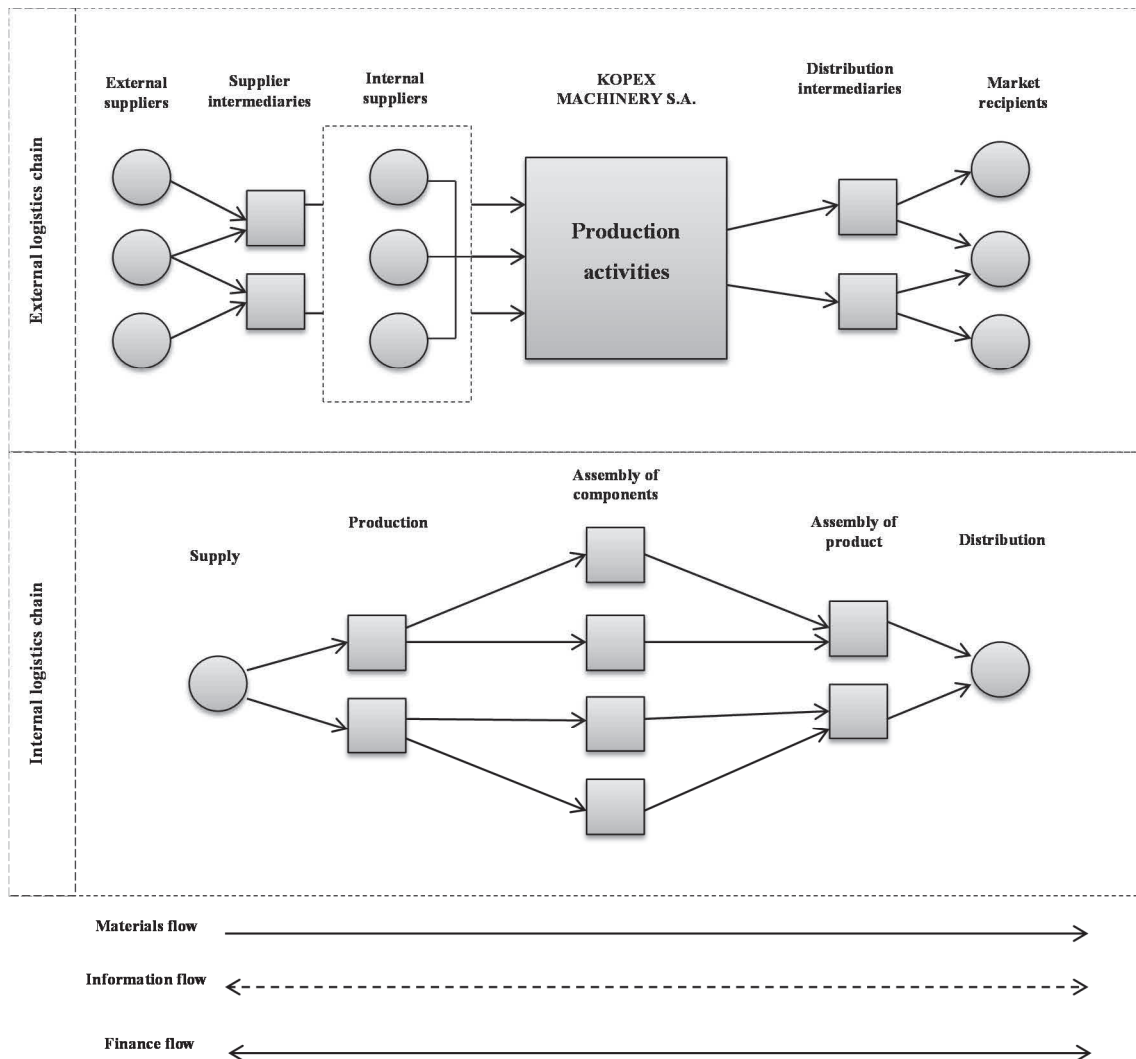 External logistics chain
External
suppliers
Supplier
intermediaries
Internal
suppliers
KOPEX
MACHINERY S.A.
Distribution
intermediaries
Market
recipients
Production
activities
Internal logistics chain
Supply
Production
Assembly of
components
Assembly of
product
Distribution
Materials flow
Information flow
Finance flow